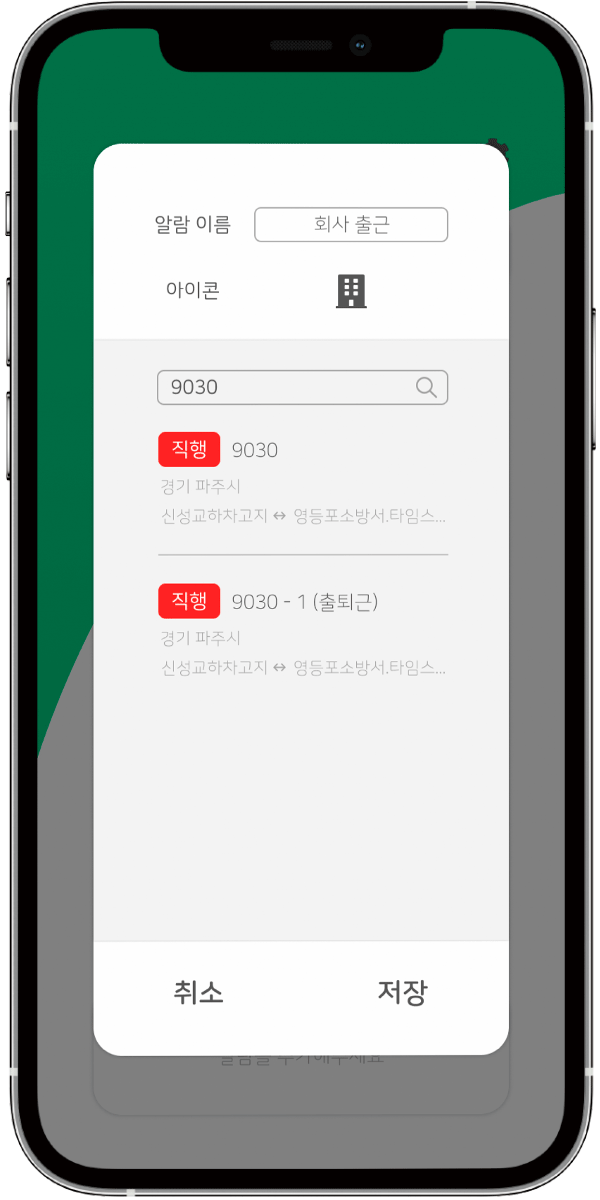 알람 이름 회사 출근
아이콘
9030
직행 9030
경기 파주시
신성교하차고지 ↔ 영등포소방서.타임스...
직행 9030 - 1 (출퇴근)
경기 파주시
신성교하차고지 ↔ 영등포소방서.타임스...
취소 저장